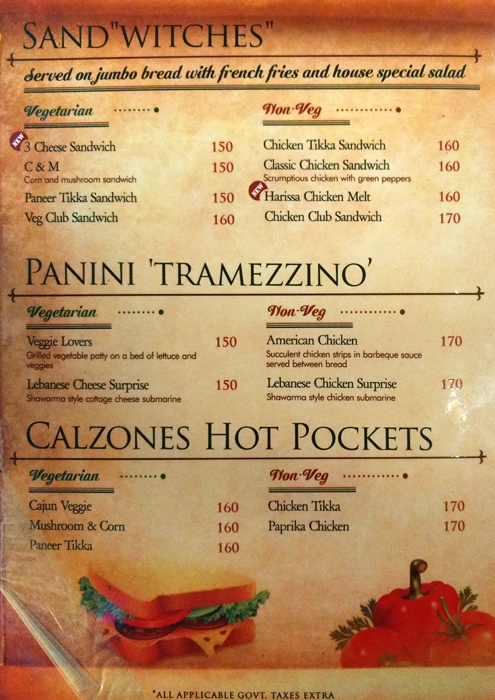 SAND"WITCHES"
Served on jumbo bread with french fries and house special salad
Vegetarian
NEW
3 Cheese Sandwich 150
C & M 150
Corn and mushroom sandwich
Paneer Tikka Sandwich 150
Veg Club Sandwich 160
Non-Veg
Chicken Tikka Sandwich 160
Classic Chicken Sandwich 160
Scrumptious chicken with green peppers
NEW
Harissa Chicken Melt 160
Chicken Club Sandwich 170
PANINI 'TRAMEZZINO'
Vegetarian
Veggie Lovers 150
Grilled vegetable patty on a bed of lettuce and
veggies
Lebanese Cheese Surprise 150
Shawarma style cottage cheese submarine
Non-Veg
American Chicken 170
Succulent chicken strips in barbeque sauce
served between bread
Lebanese Chicken Surprise 170
Shawarma style chicken submarine
CALZONES HOT POCKETS
Vegetarian
Cajun Veggie 160
Mushroom & Corn 160
Paneer Tikka 160
Non-Veg
Chicken Tikka 170
Paprika Chicken 170
*ALL APPLICABLE GOVT. TAXES EXTRA